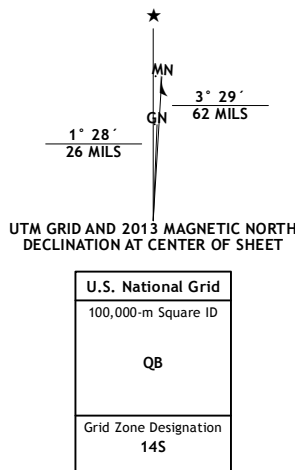 ★
MN
GN
3° 29´
62 MILS
1° 28´
26 MILS
UTM GRID AND 2013 MAGNETIC NORTH
DECLINATION AT CENTER OF SHEET
U.S. National Grid
100,000-m Square ID
QB
Grid Zone Designation
14S